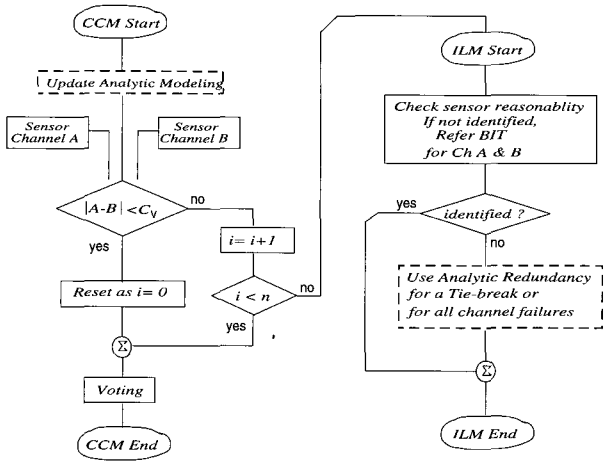 CCM Start
Update Analytic Modeling
Sensor
Channel A
Sensor
Channel B
|A-B| <Cv
no
yes
i= i+1
Reset as i= 0
i < n
no
yes
Σ
Voting
CCM End
ILM Start
Check sensor reasonablity
If not identified,
Refer BIT
for Ch A & B
yes
identified ?
no
Use Analytic Redundancy
for a Tie-break or
for all channel failures
Σ
ILM End